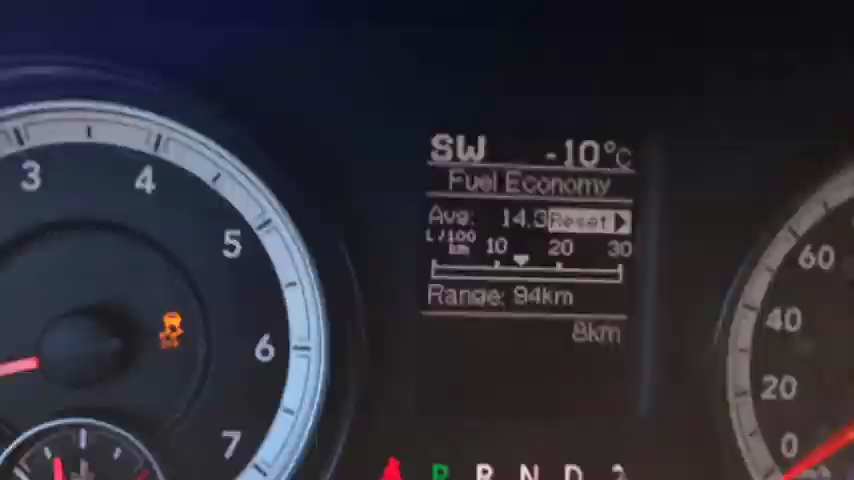 SW -10°C
Fuel Economy
Avg: 14.3 Reset
L/100 km 10 20 30
Range: 94km
8km
3
4
5
6
7
60
40
20
0
P R N D